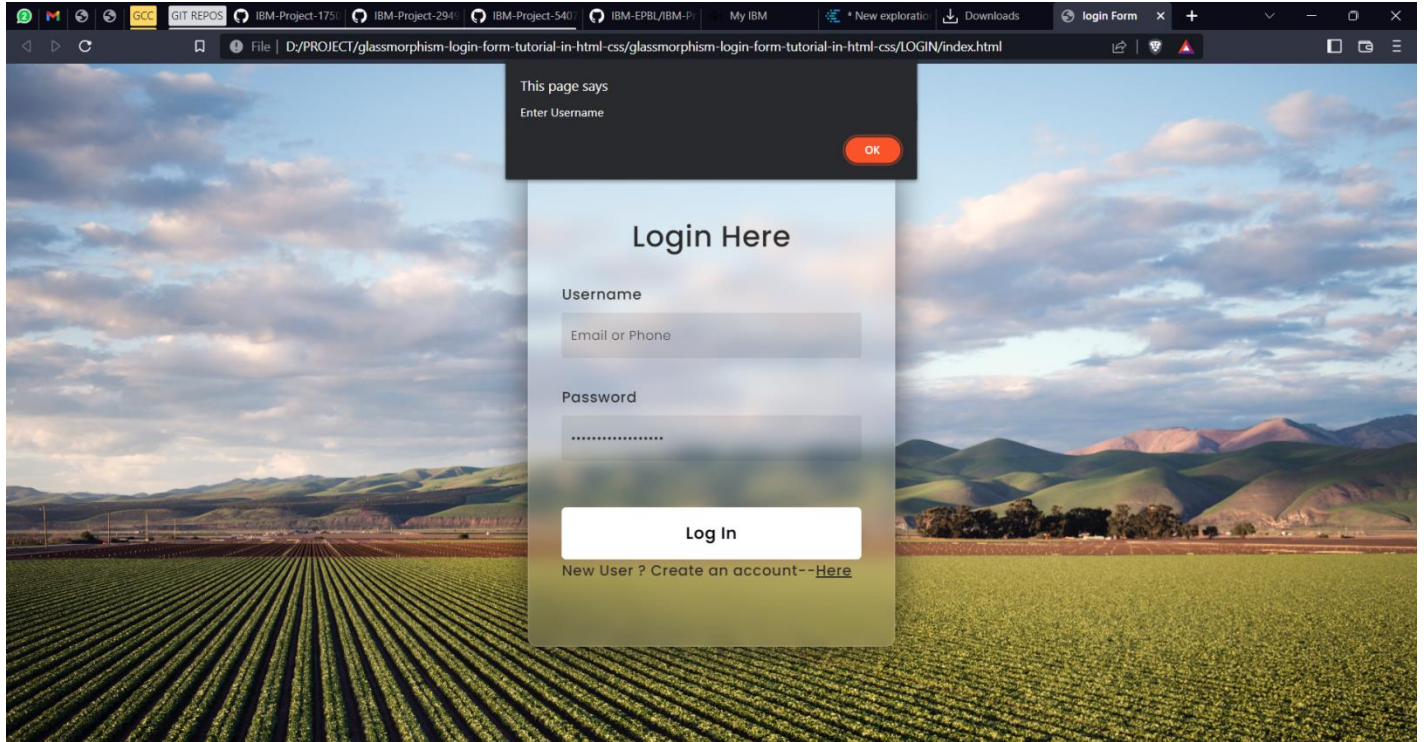 GCC GIT REPOS IBM-Project-1750 IBM-Project-2949 IBM-Project-5407 IBM-EPBL/IBM-Pr My IBM * New exploratio Downloads login Form
File D:/PROJECT/glassmorphism-login-form-tutorial-in-html-css/glassmorphism-login-form-tutorial-in-html-css/LOGIN/index.html
This page says
Enter Username
OK
Login Here
Username
Email or Phone
Password
••••••••••••••••••
Log In
New User ? Create an account--Here